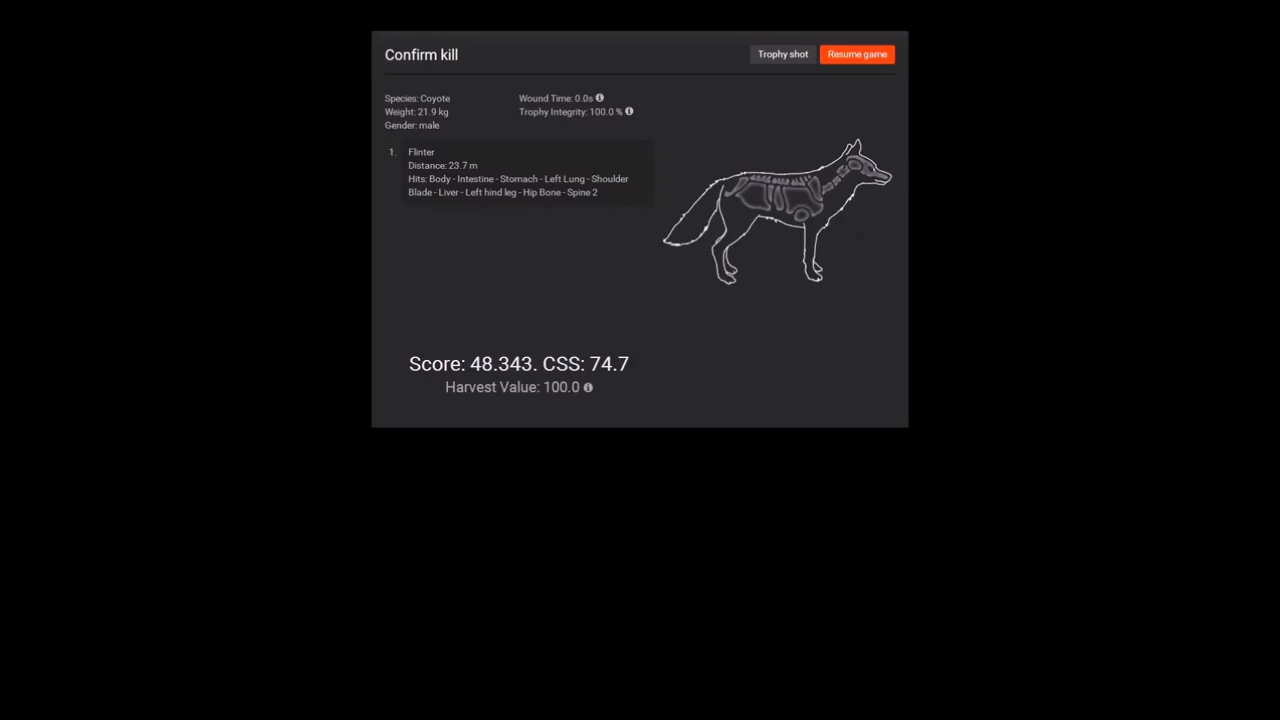 Confirm kill
Trophy shot
Resume game
Species: Coyote
Weight: 21.9 kg
Gender: male
Wound Time: 0.0s
Trophy Integrity: 100.0 %
1.
Flinter
Distance: 23.7 m
Hits: Body - Intestine - Stomach - Left Lung - Shoulder
Blade - Liver - Left hind leg - Hip Bone - Spine 2
Score: 48.343. CSS: 74.7
Harvest Value: 100.0